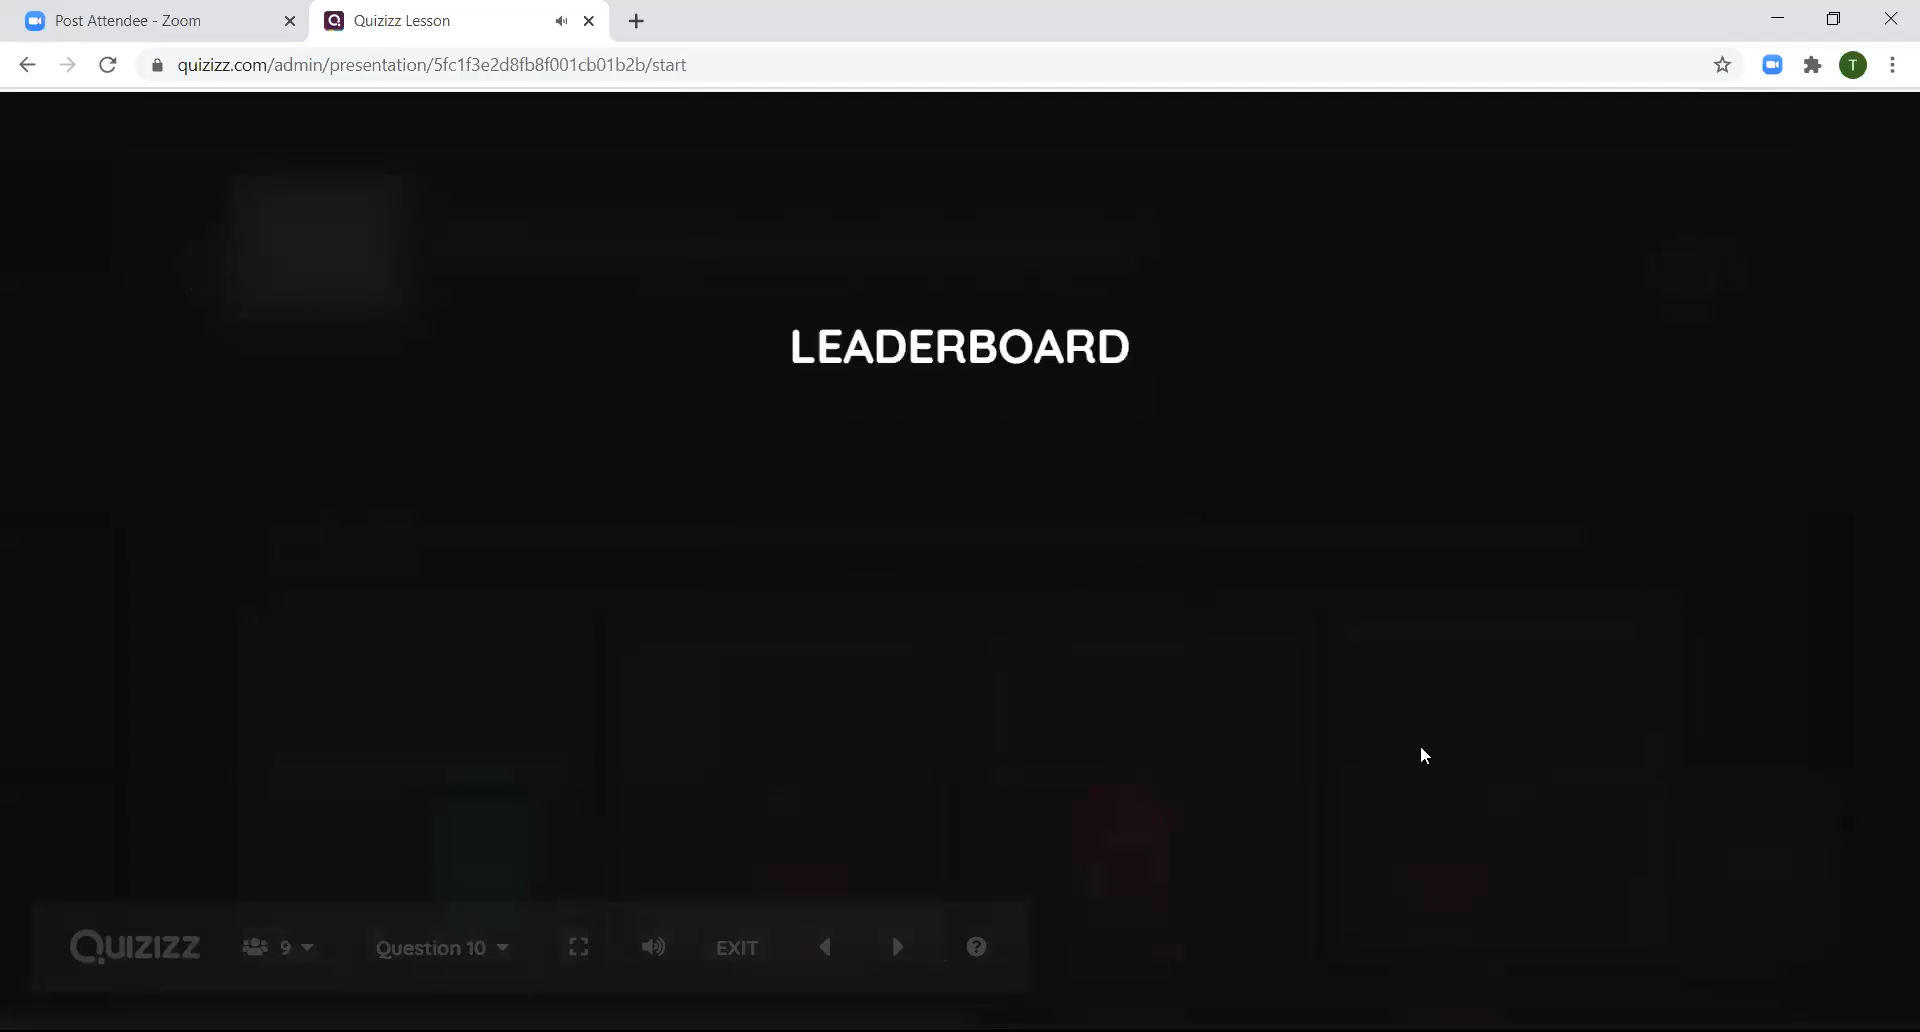 Post Attendee - Zoom
Quizizz Lesson
quizizz.com/admin/presentation/5fc1f3e2d8fb8f001cb01b2b/start
T
LEADERBOARD
QUIZIZZ
9
Question 10
EXIT
?